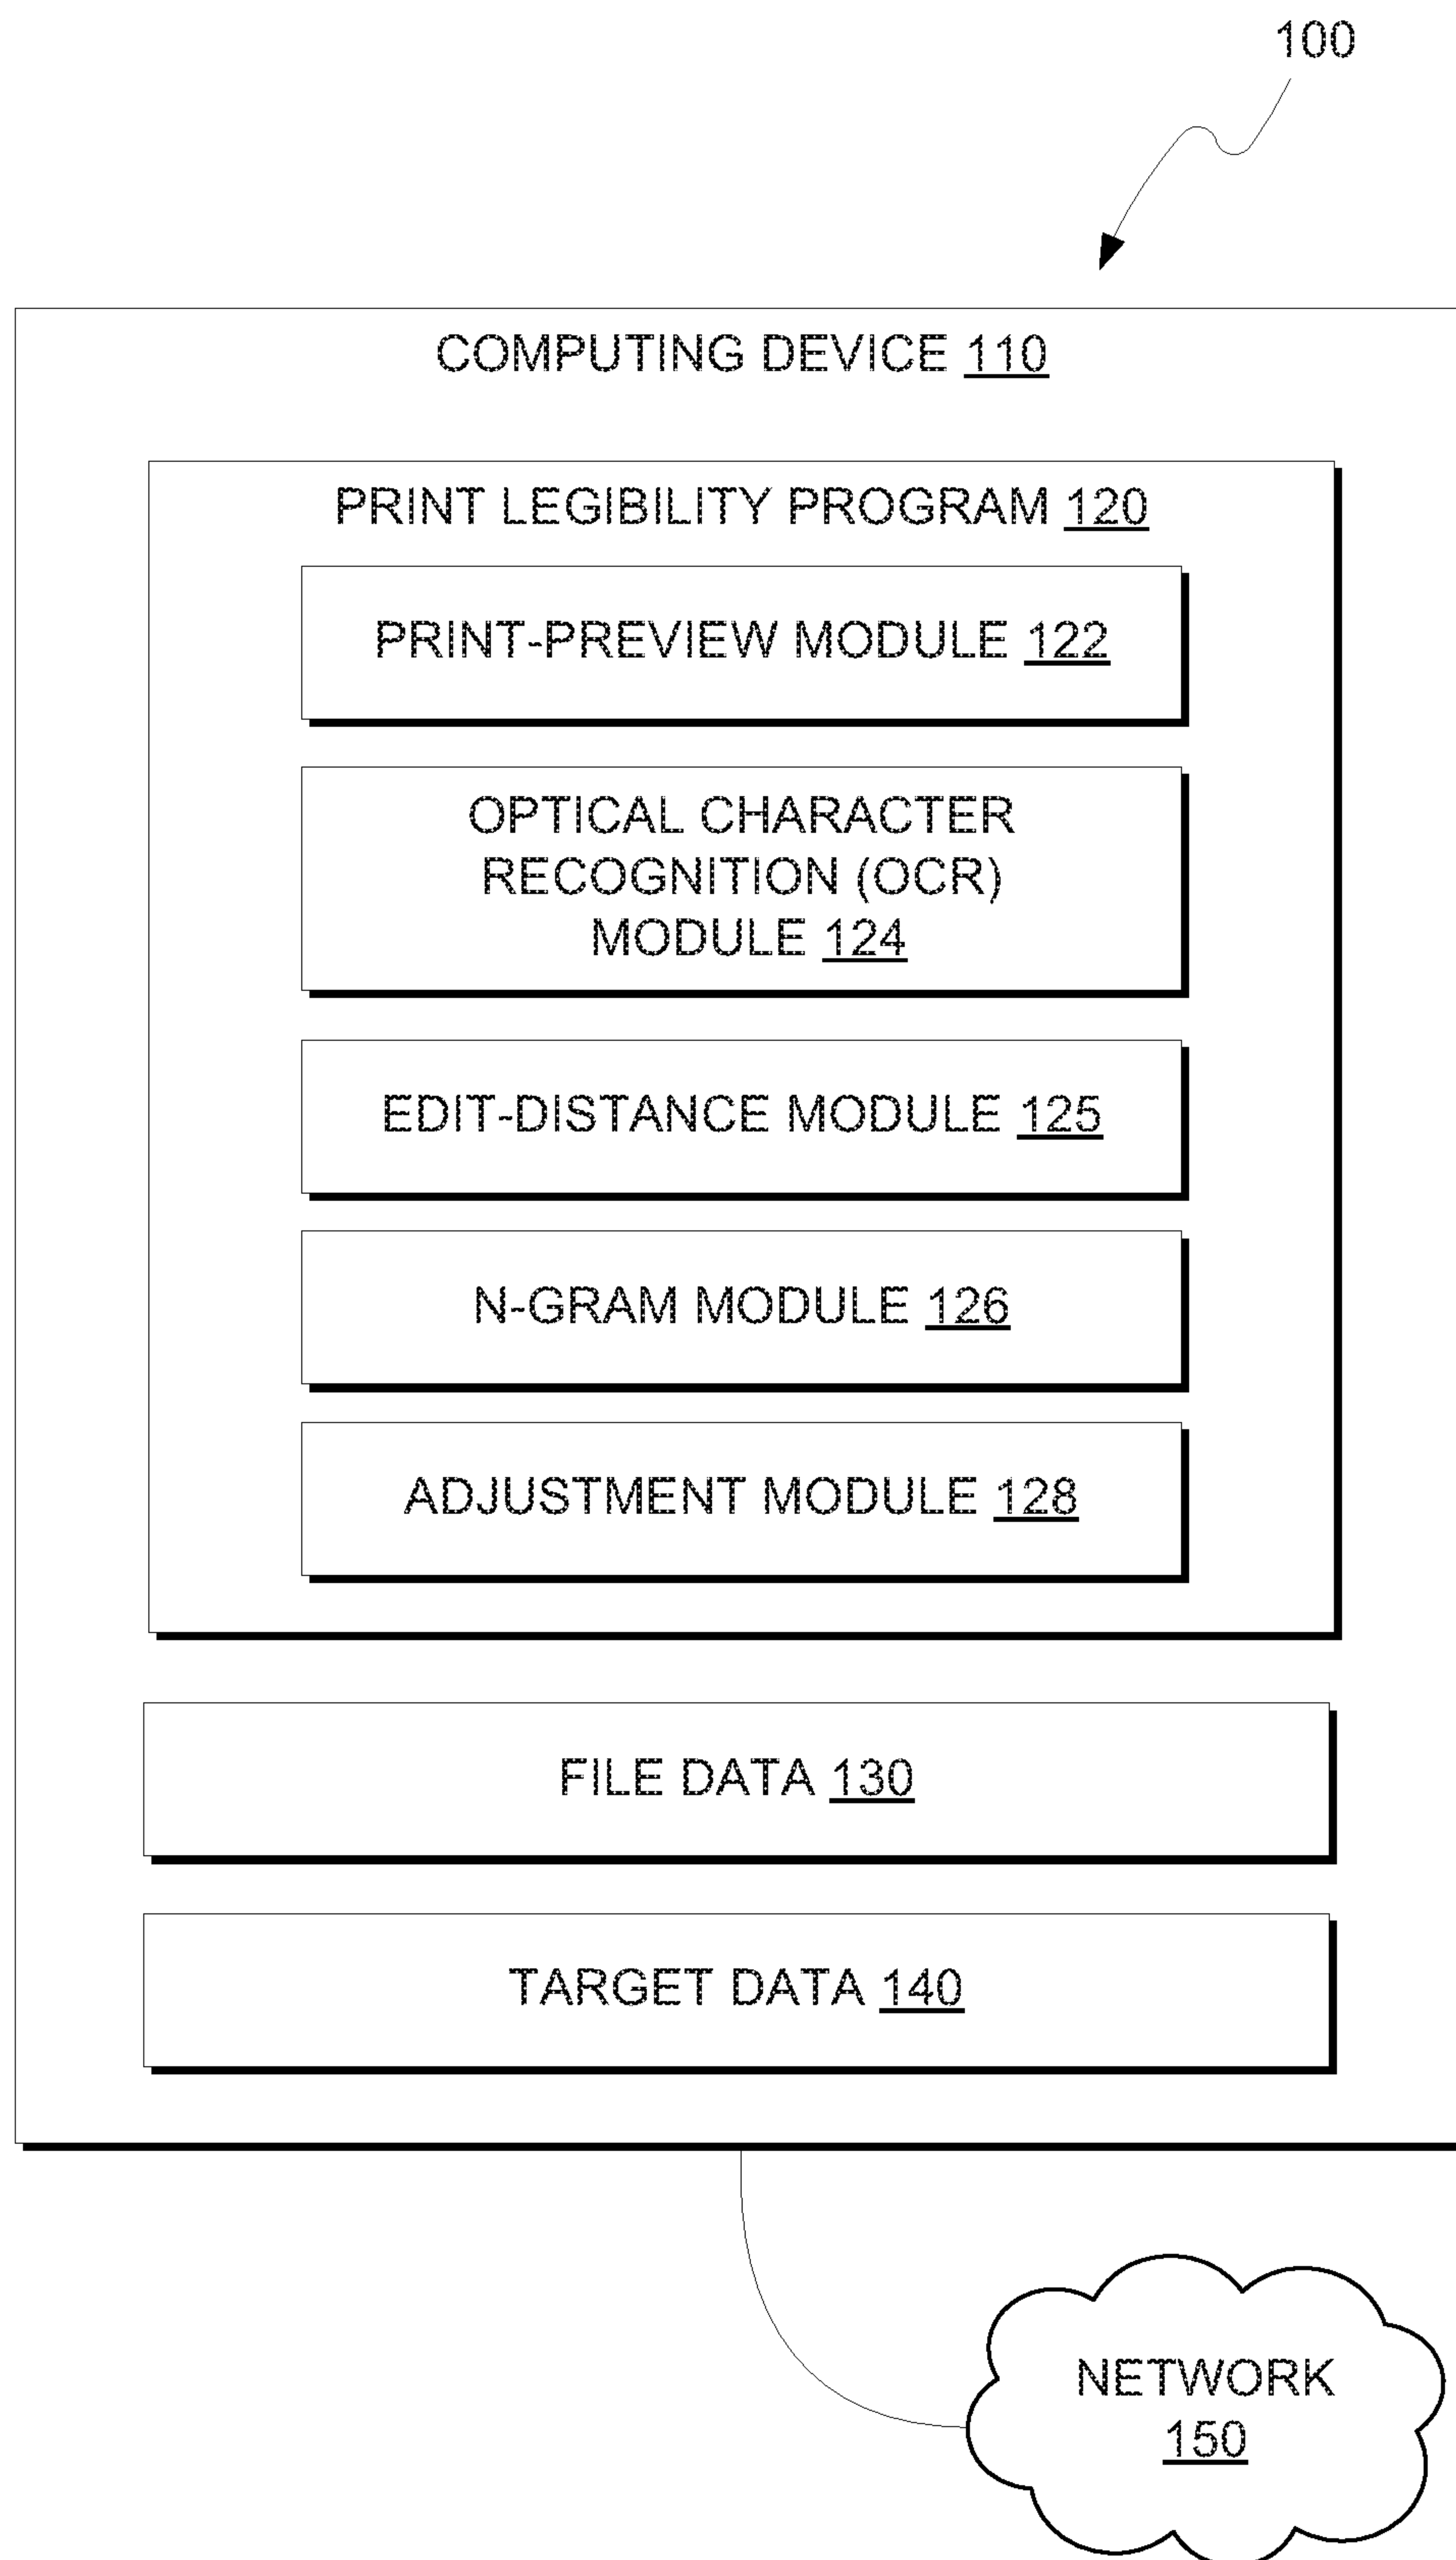 100
COMPUTING DEVICE 110
PRINT LEGIBILITY PROGRAM 120
PRINT-PREVIEW MODULE 122
OPTICAL CHARACTER
RECOGNITION (OCR)
MODULE 124
EDIT-DISTANCE MODULE 125
N-GRAM MODULE 126
ADJUSTMENT MODULE 128
FILE DATA 130
TARGET DATA 140
NETWORK
150